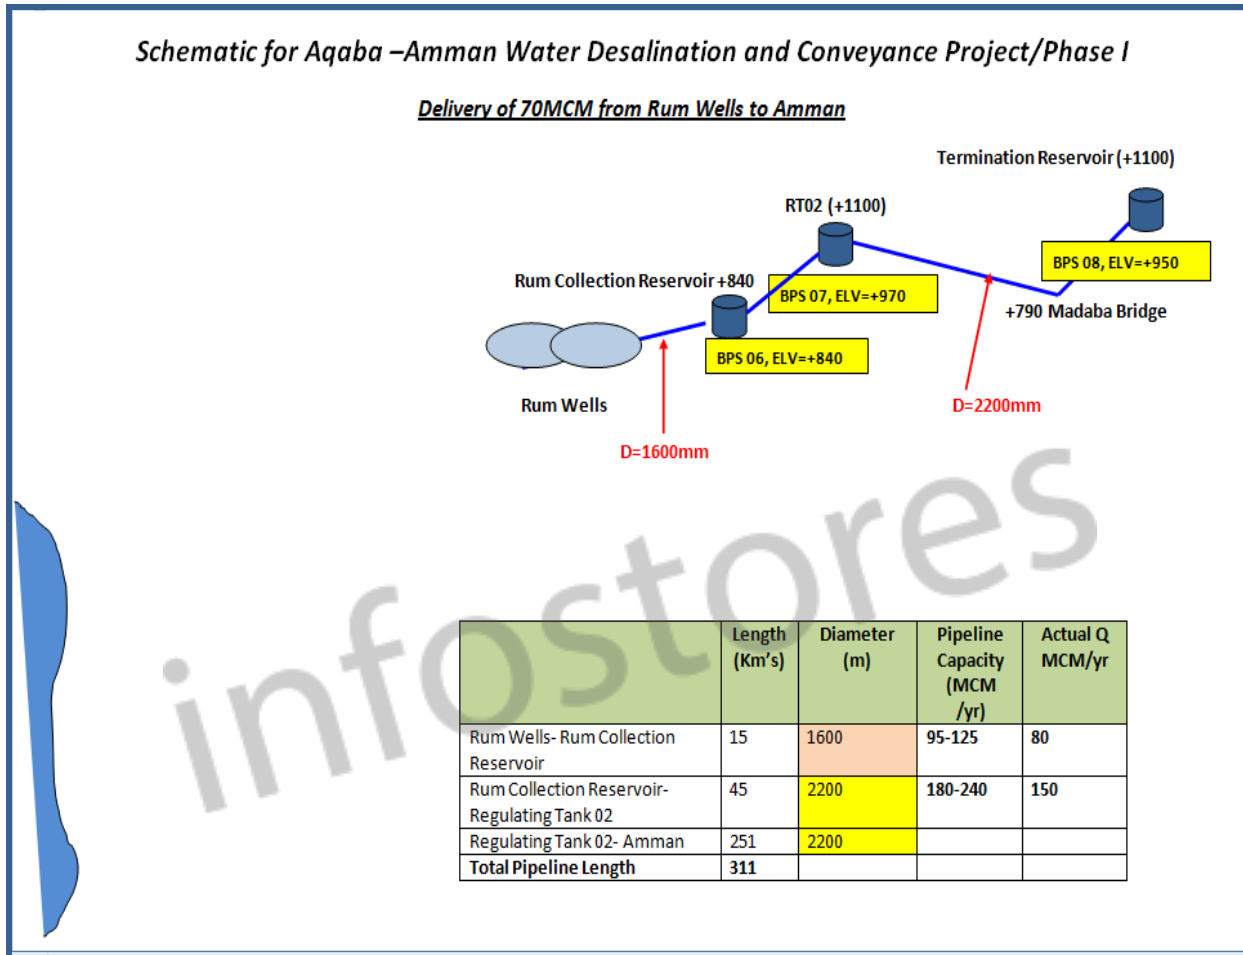 Schematic for Aqaba –Amman Water Desalination and Conveyance Project/Phase I
Delivery of 70MCM from Rum Wells to Amman
Termination Reservoir (+1100)
RT02 (+1100)
BPS 08, ELV=+950
Rum Collection Reservoir +840
BPS 07, ELV=+970
+790 Madaba Bridge
BPS 06, ELV=+840
Rum Wells
D=2200mm
D=1600mm
infostores
Length (Km's)
Diameter (m)
Pipeline Capacity (MCM /yr)
Actual Q MCM/yr
Rum Wells- Rum Collection Reservoir 15 1600 95-125 80
Rum Collection Reservoir- Regulating Tank 02 45 2200 180-240 150
Regulating Tank 02- Amman 251 2200
Total Pipeline Length 311